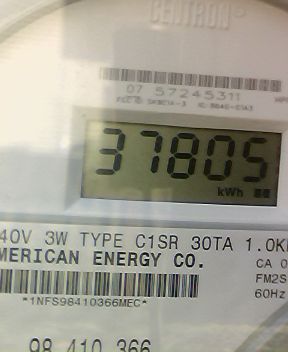 CENTRON®
07 57245311
37805
kWh
40V 3W TYPE C1SR 30TA 1.0K
MERICAN ENERGY CO.
CA 0
FM2S
*1NFS98410366MEC*
60Hz
98 410 366